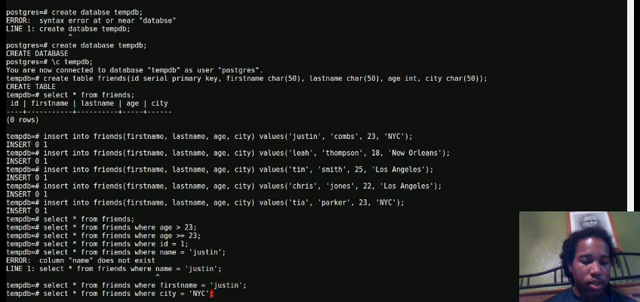 postgres=# create databse tempdb;
ERROR:  syntax error at or near "databse"
LINE 1: create databse tempdb;
^
postgres=# create database tempdb;
CREATE DATABASE
postgres=# \c tempdb;
You are now connected to database "tempdb" as user "postgres".
tempdb=# create table friends(id serial primary key, firstname char(50), lastname char(50), age int, city char(50));
CREATE TABLE
tempdb=# select * from friends;
id | firstname | lastname | age | city
----+-----------+----------+-----+------
(0 rows)
tempdb=# insert into friends(firstname, lastname, age, city) values('justin', 'combs', 23, 'NYC');
INSERT 0 1
tempdb=# insert into friends(firstname, lastname, age, city) values('leah', 'thompson', 18, 'New Orleans');
INSERT 0 1
tempdb=# insert into friends(firstname, lastname, age, city) values('tim', 'smith', 25, 'Los Angeles');
INSERT 0 1
tempdb=# insert into friends(firstname, lastname, age, city) values('chris', 'jones', 22, 'Los Angeles');
INSERT 0 1
tempdb=# insert into friends(firstname, lastname, age, city) values('tia', 'parker', 23, 'NYC');
INSERT 0 1
tempdb=# select * from friends;
tempdb=# select * from friends where age > 23;
tempdb=# select * from friends where age >= 23;
tempdb=# select * from friends where id = 1;
tempdb=# select * from friends where name = 'justin';
ERROR:  column "name" does not exist
LINE 1: select * from friends where name = 'justin';
^
tempdb=# select * from friends where firstname = 'justin';
tempdb=# select * from friends where city = 'NYC';